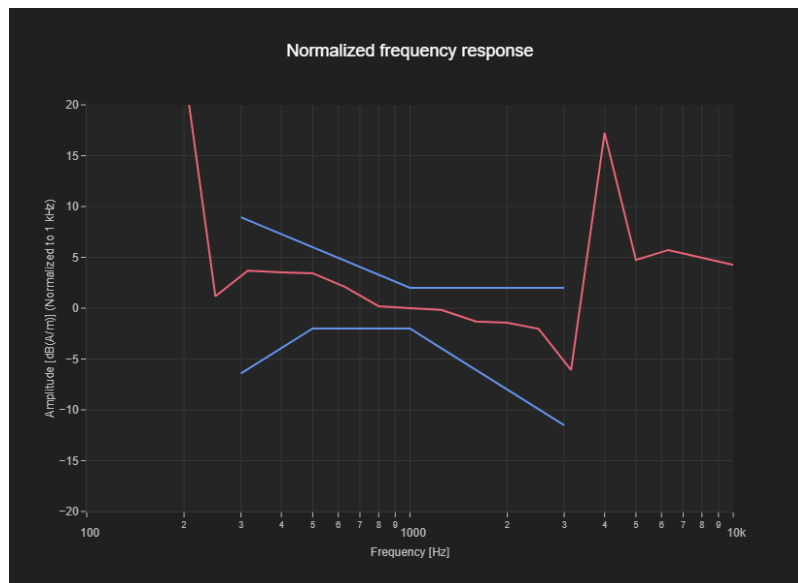 Normalized frequency response
Amplitude [dB(A/m)] (Normalized to 1 kHz)
20
15
10
5
0
−5
−10
−15
−20
100 2 3 4 5 6 7 8 9 1000 2 3 4 5 6 7 8 9 10k
Frequency [Hz]